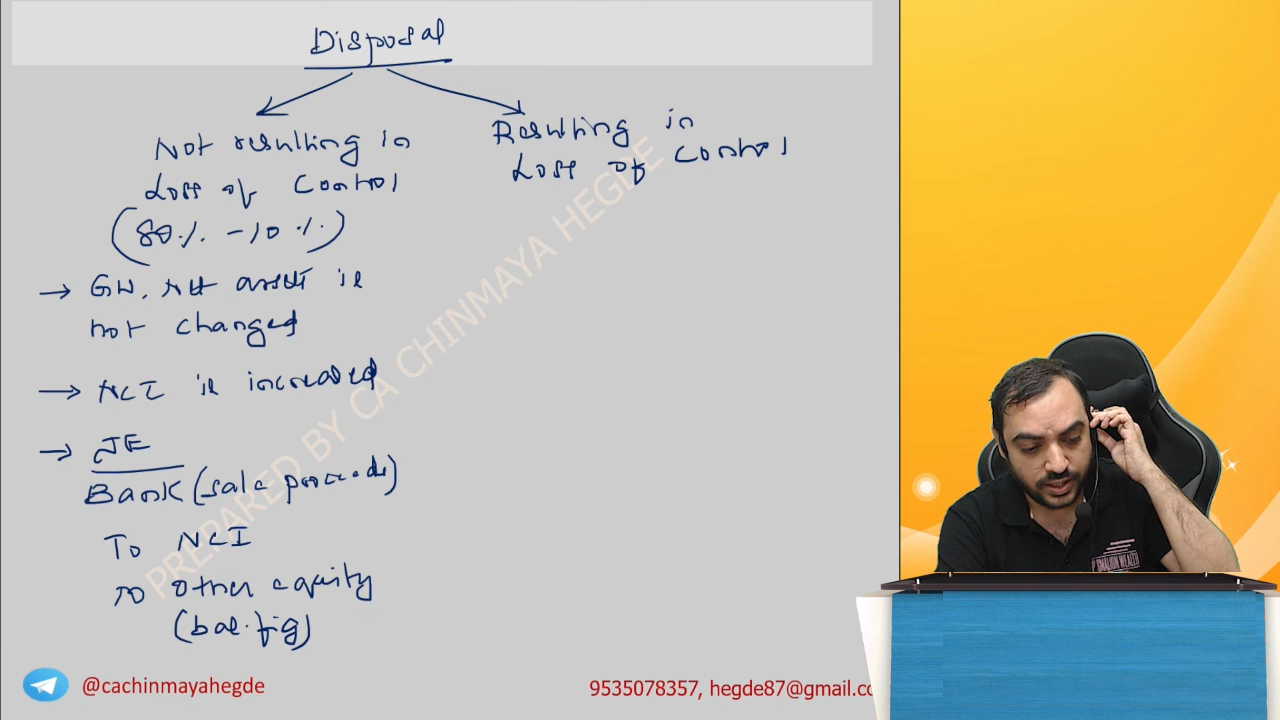 Disposal
Not resulting in
Loss of Control
(80% - 10%)
→ GW, Net asset is
not changed
→ NCI is increased
→ JE
Bank (sale proceeds)
To NCI
To Other equity
(bal. fig)
Resulting in
Loss of Control
PREPARED BY CA CHINMAYA HEGDE
@cachinmayahegde
9535078357, hegde87@gmail.co